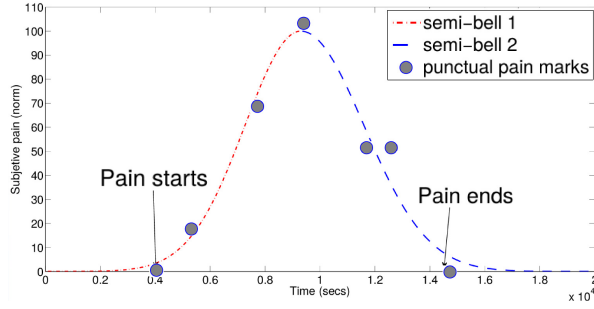 110
100
90
80
70
60
50
40
30
20
10
0
Subjetive pain (norm)
semi-bell 1
semi-bell 2
punctual pain marks
Pain starts
Pain ends
0 0.2 0.4 0.6 0.8 1 1.2 1.4 1.6 1.8 2
Time (secs)
x 10^4